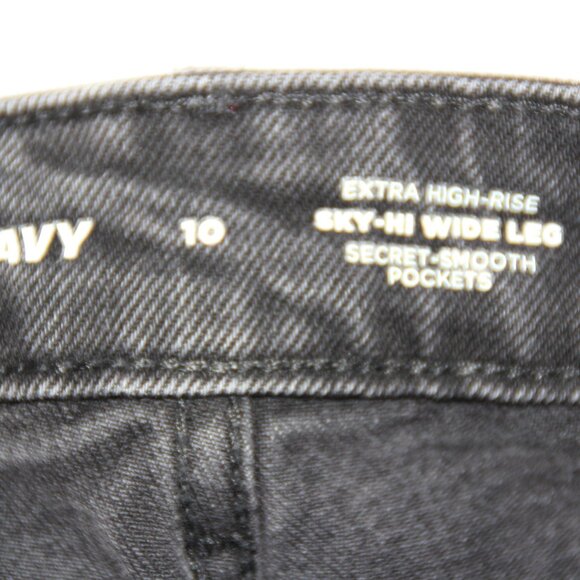 AVY
10
EXTRA HIGH-RISE
SKY-HI WIDE LEG
SECRET-SMOOTH
POCKETS